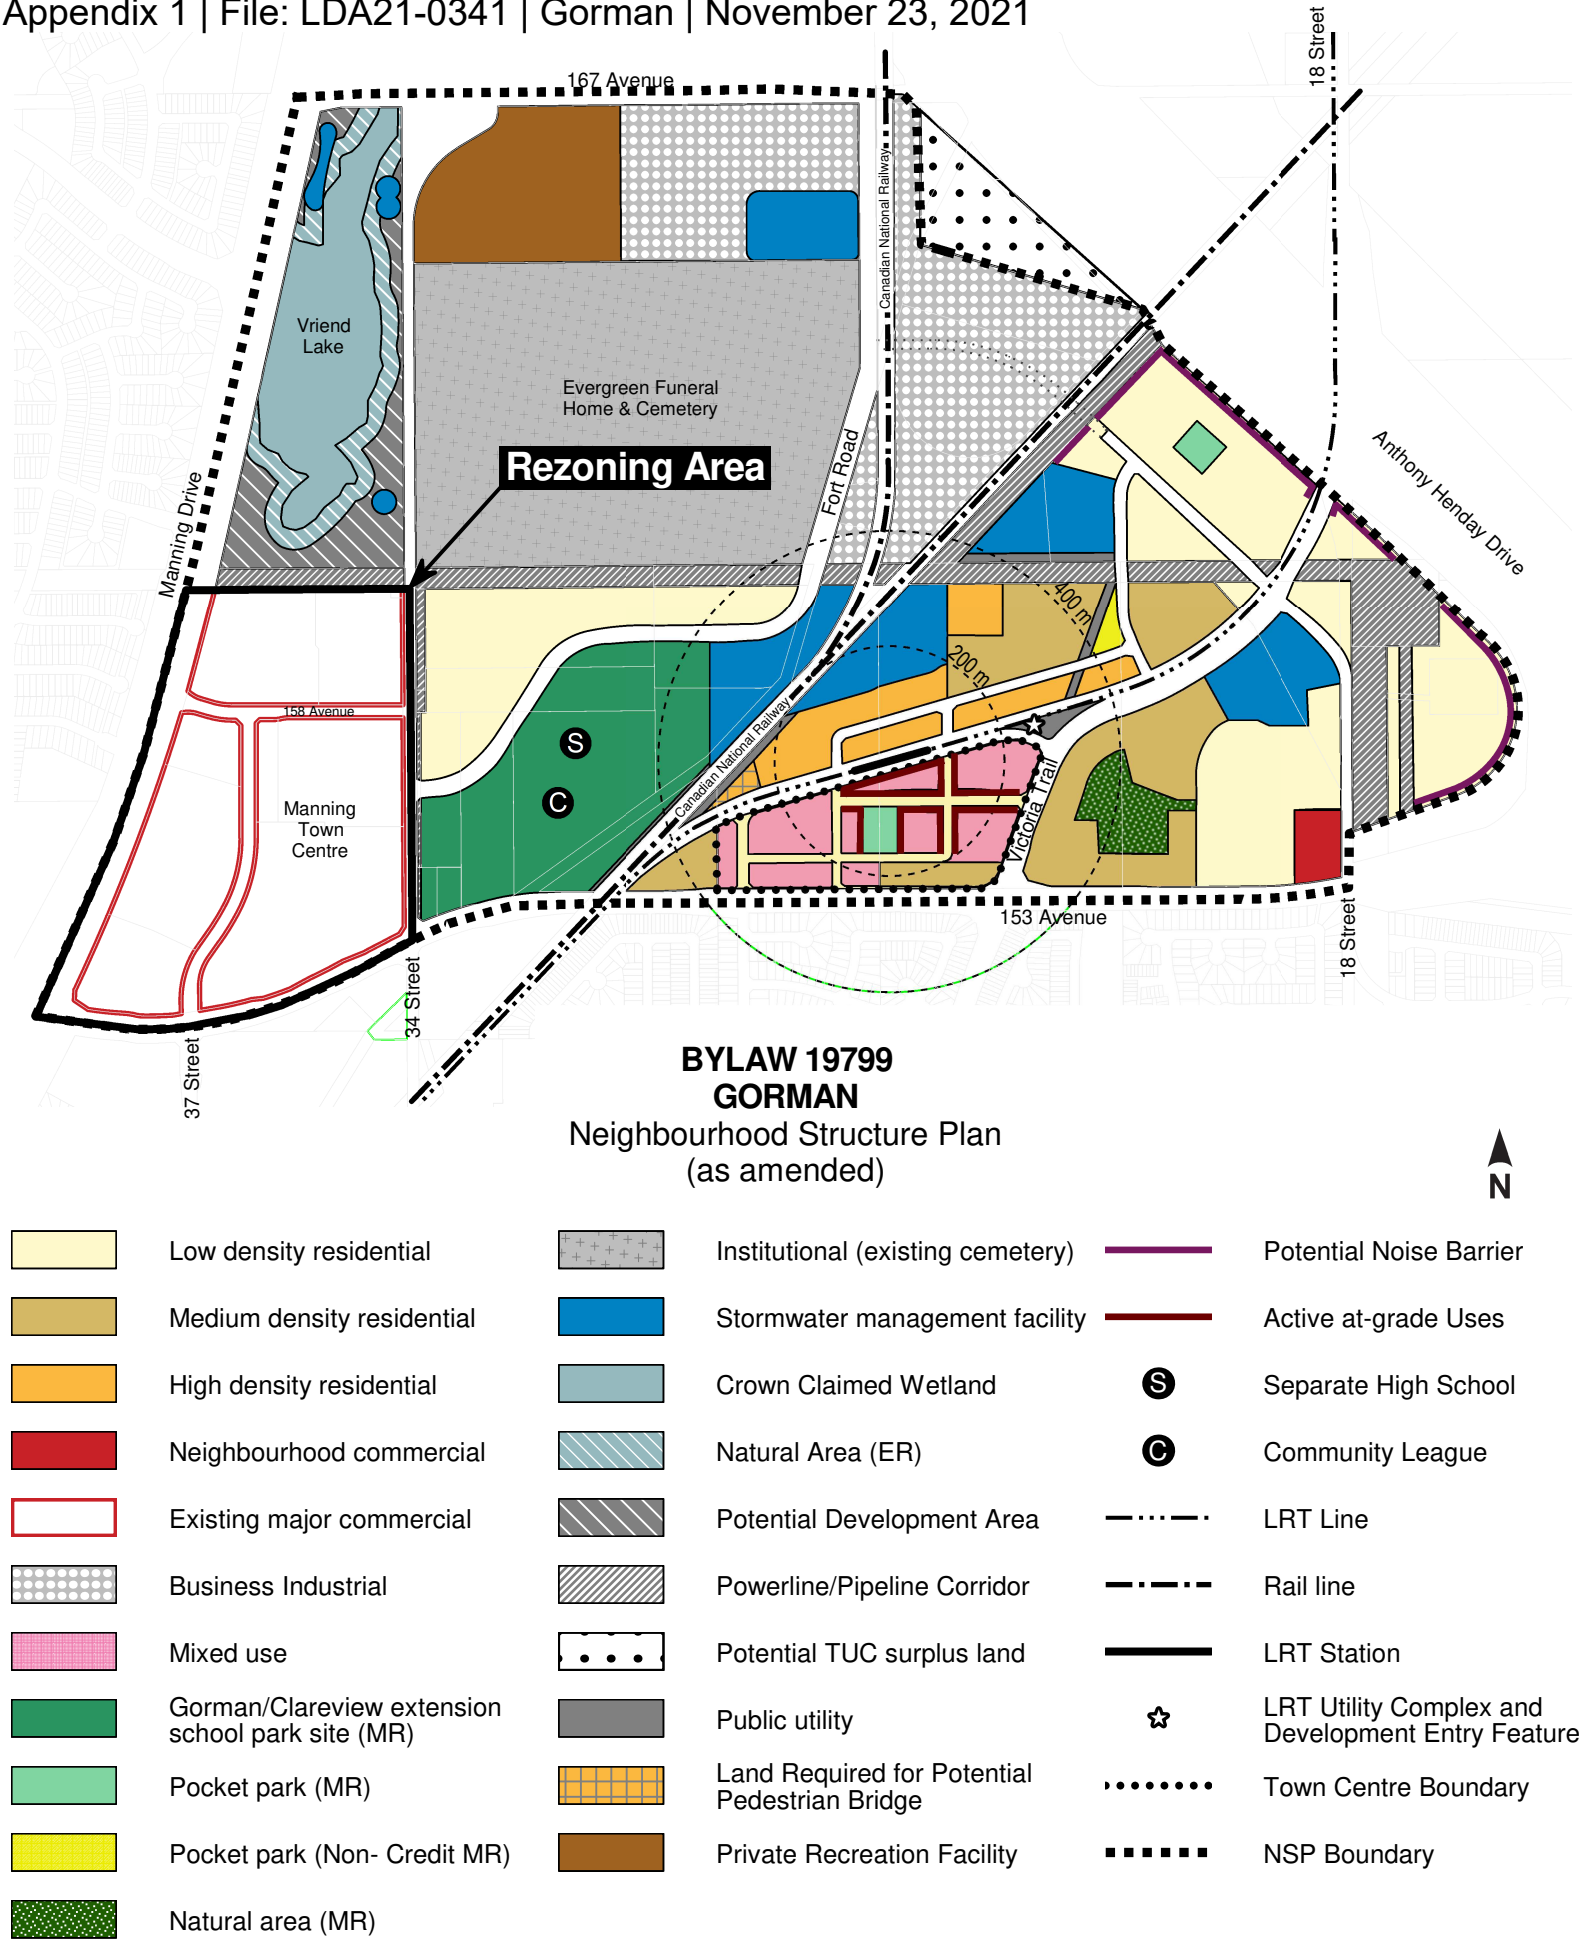 Appendix 1 | File: LDA21-0341 | Gorman | November 23, 2021
18 Street
167 Avenue
Canadian National Railway
Vriend
Lake
Evergreen Funeral
Home & Cemetery
Rezoning Area
Fort Road
Manning Drive
Anthony Henday Drive
400 m
200 m
158 Avenue
S
C
Canadian National Railway
Manning
Town
Centre
Victoria Trail
153 Avenue
18 Street
34 Street
37 Street
BYLAW 19799
GORMAN
Neighbourhood Structure Plan
(as amended)
N
Low density residential
Medium density residential
High density residential
Neighbourhood commercial
Existing major commercial
Business Industrial
Mixed use
Gorman/Clareview extension
school park site (MR)
Pocket park (MR)
Pocket park (Non- Credit MR)
Natural area (MR)
Institutional (existing cemetery)
Stormwater management facility
Crown Claimed Wetland
Natural Area (ER)
Potential Development Area
Powerline/Pipeline Corridor
Potential TUC surplus land
Public utility
Land Required for Potential
Pedestrian Bridge
Private Recreation Facility
Potential Noise Barrier
Active at-grade Uses
S Separate High School
C Community League
LRT Line
Rail line
LRT Station
LRT Utility Complex and
Development Entry Feature
Town Centre Boundary
NSP Boundary